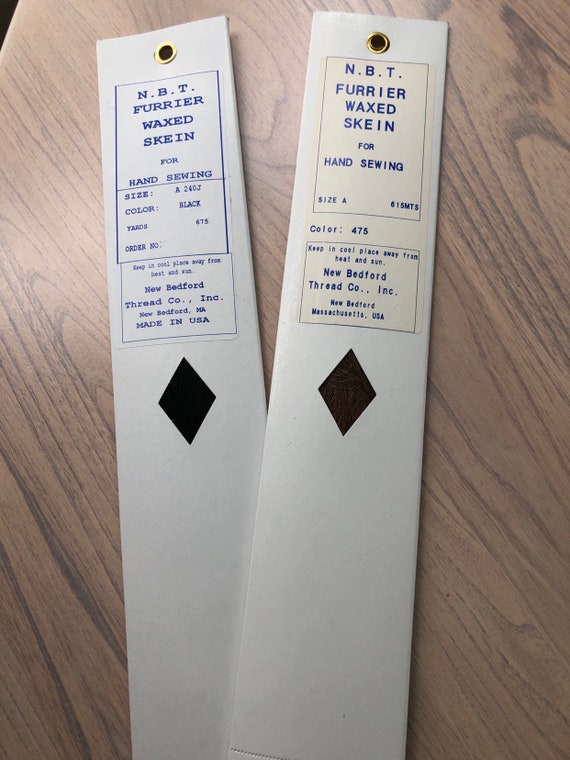 N.B.T.
FURRIER
WAXED
SKEIN
FOR
HAND SEWING
SIZE: A 240J
COLOR: BLACK
YARDS 675
ORDER NO:
Keep in cool place away from
heat and sun.
New Bedford
Thread Co., Inc.
New Bedford, MA
MADE IN USA
N.B.T.
FURRIER
WAXED
SKEIN
FOR
HAND SEWING
SIZE A 615MTS
Color: 475
Keep in cool place away from
heat and sun.
New Bedford
Thread Co., Inc.
New Bedford
Massachusetts, USA